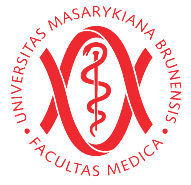 UNIVERSITAS MASARYKIANA BRUNENSIS
• FACULTAS MEDICA •